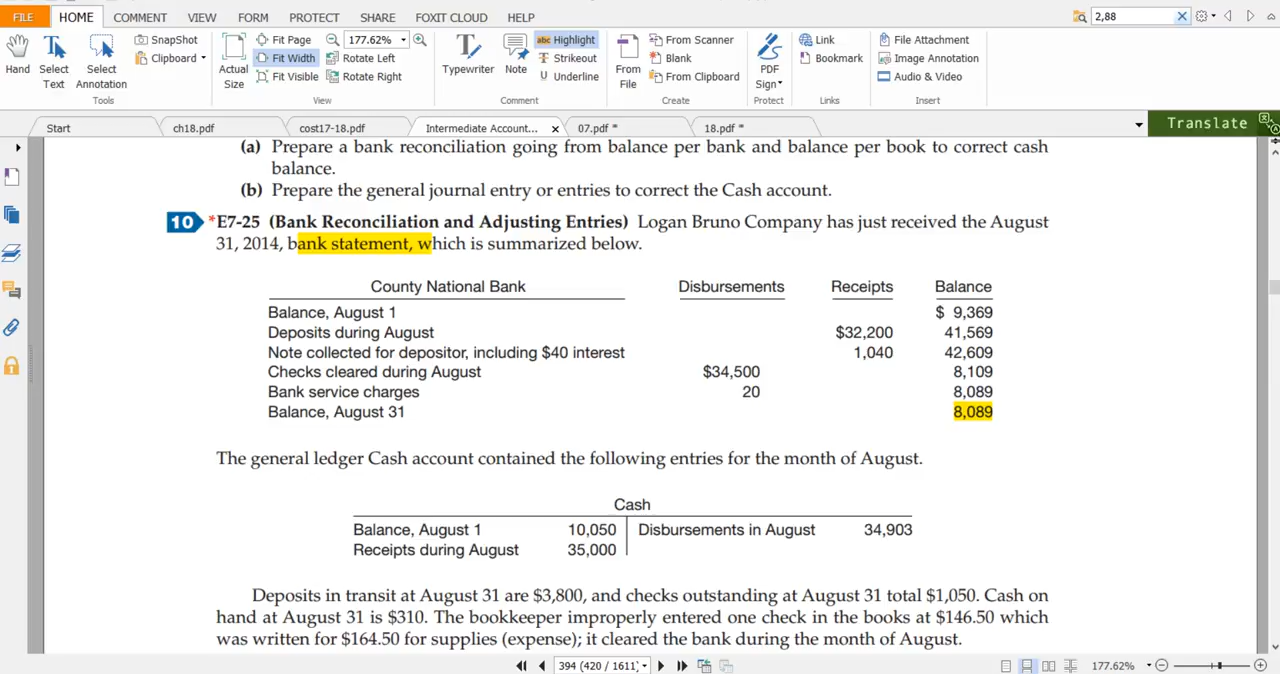 FILE HOME COMMENT VIEW FORM PROTECT SHARE FOXIT CLOUD HELP 2,88
SnapShot Fit Page 177.62% Highlight From Scanner Link File Attachment
Clipboard Fit Width Rotate Left Strikeout Blank Bookmark Image Annotation
Hand Select Text Select Annotation Actual Size Fit Visible Rotate Right Typewriter Note Underline From File From Clipboard PDF Sign Audio & Video
Tools View Comment Create Protect Links Insert
Start ch18.pdf cost17-18.pdf Intermediate Account... 07.pdf * 18.pdf * Translate
(a) Prepare a bank reconciliation going from balance per bank and balance per book to correct cash
balance.
(b) Prepare the general journal entry or entries to correct the Cash account.
10 *E7-25 (Bank Reconciliation and Adjusting Entries) Logan Bruno Company has just received the August
31, 2014, bank statement, which is summarized below.
County National Bank Disbursements Receipts Balance
Balance, August 1 $ 9,369
Deposits during August $32,200 41,569
Note collected for depositor, including $40 interest 1,040 42,609
Checks cleared during August $34,500 8,109
Bank service charges 20 8,089
Balance, August 31 8,089
The general ledger Cash account contained the following entries for the month of August.
Cash
Balance, August 1 10,050 Disbursements in August 34,903
Receipts during August 35,000
Deposits in transit at August 31 are $3,800, and checks outstanding at August 31 total $1,050. Cash on
hand at August 31 is $310. The bookkeeper improperly entered one check in the books at $146.50 which
was written for $164.50 for supplies (expense); it cleared the bank during the month of August.
394 (420 / 1611) 177.62%